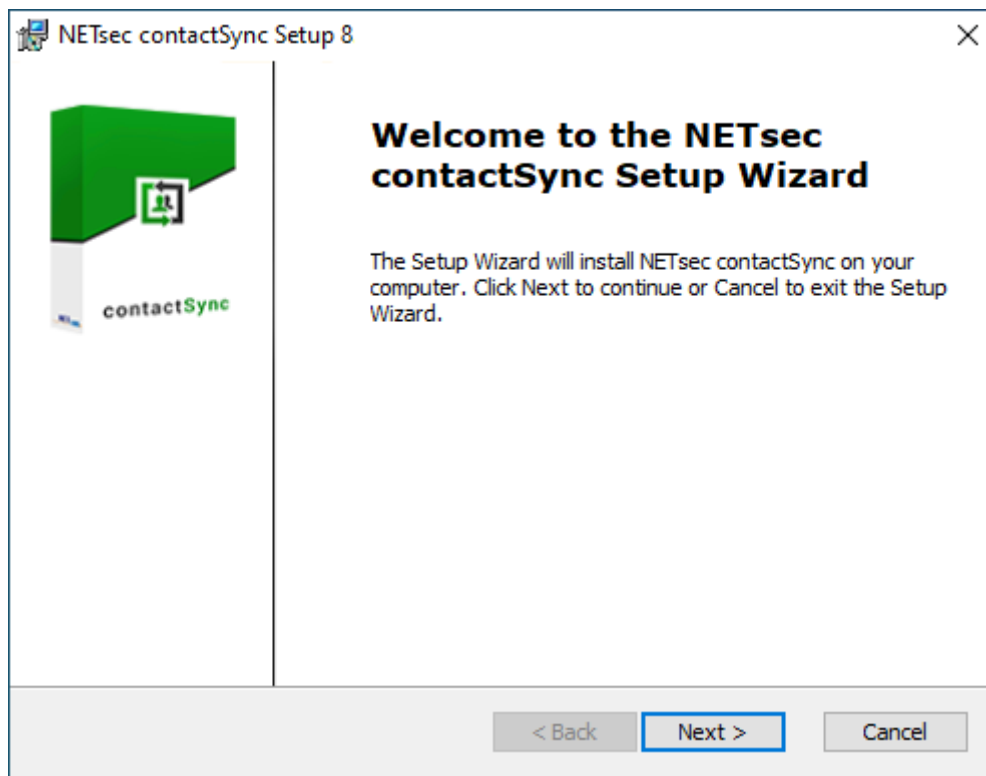 NETsec contactSync Setup 8
contactSync
Welcome to the NETsec
contactSync Setup Wizard
The Setup Wizard will install NETsec contactSync on your
computer. Click Next to continue or Cancel to exit the Setup
Wizard.
< Back
Next >
Cancel